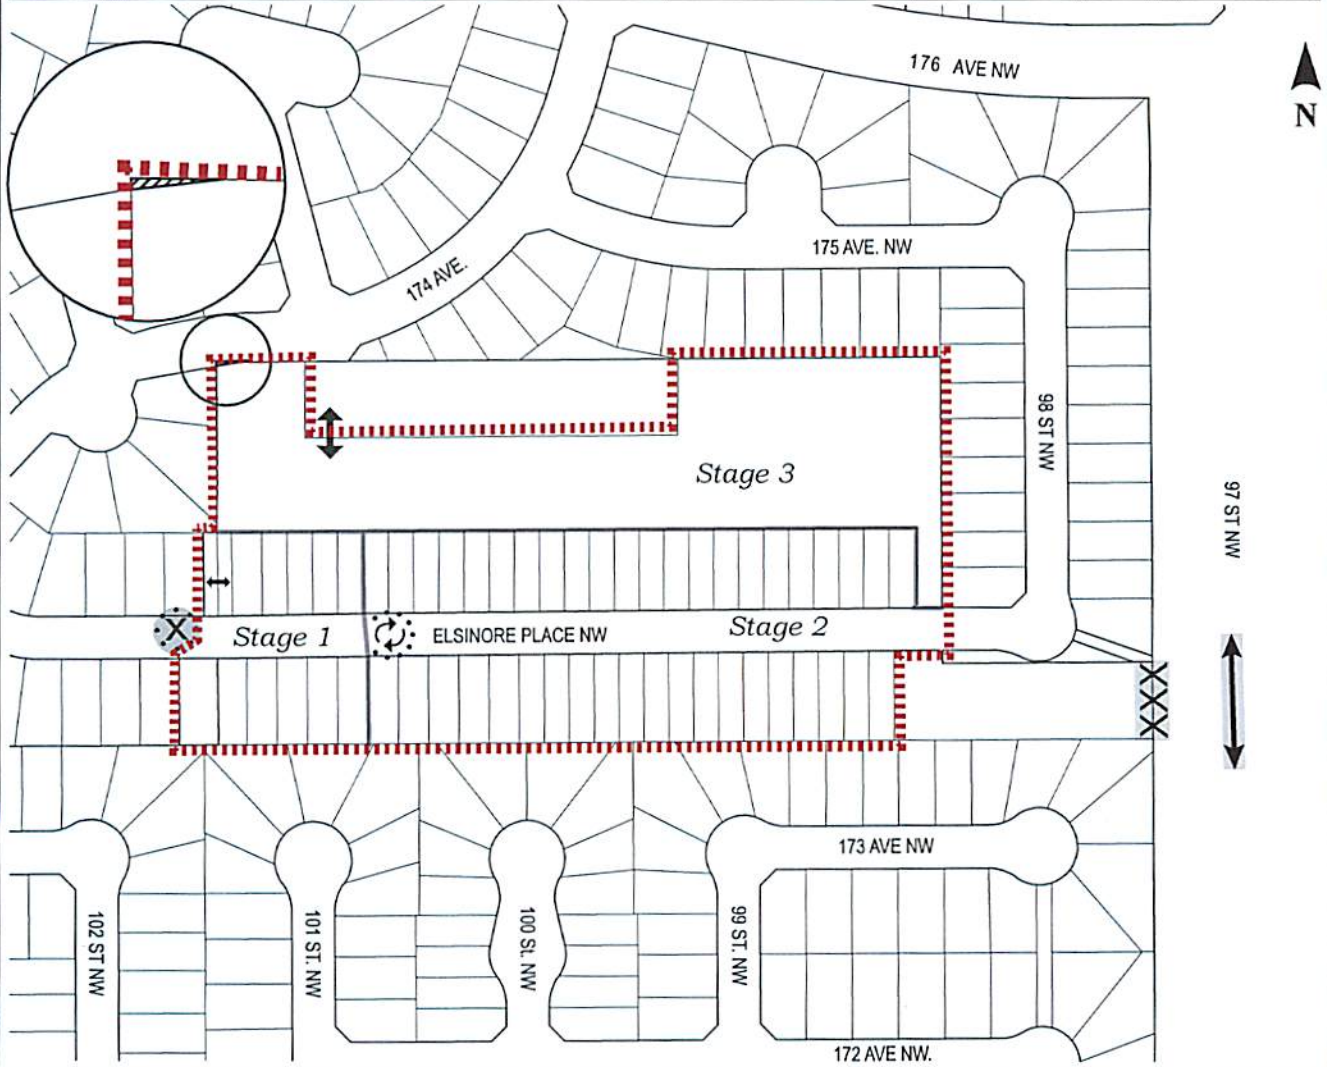 176 AVE NW
N
175 AVE. NW
174 AVE.
98 ST NW
Stage 3
97 ST NW
X
Stage 1
ELSINORE PLACE NW
Stage 2
XXX
173 AVE NW
102 ST NW
101 ST. NW
100 St. NW
99 ST. NW
172 AVE NW.